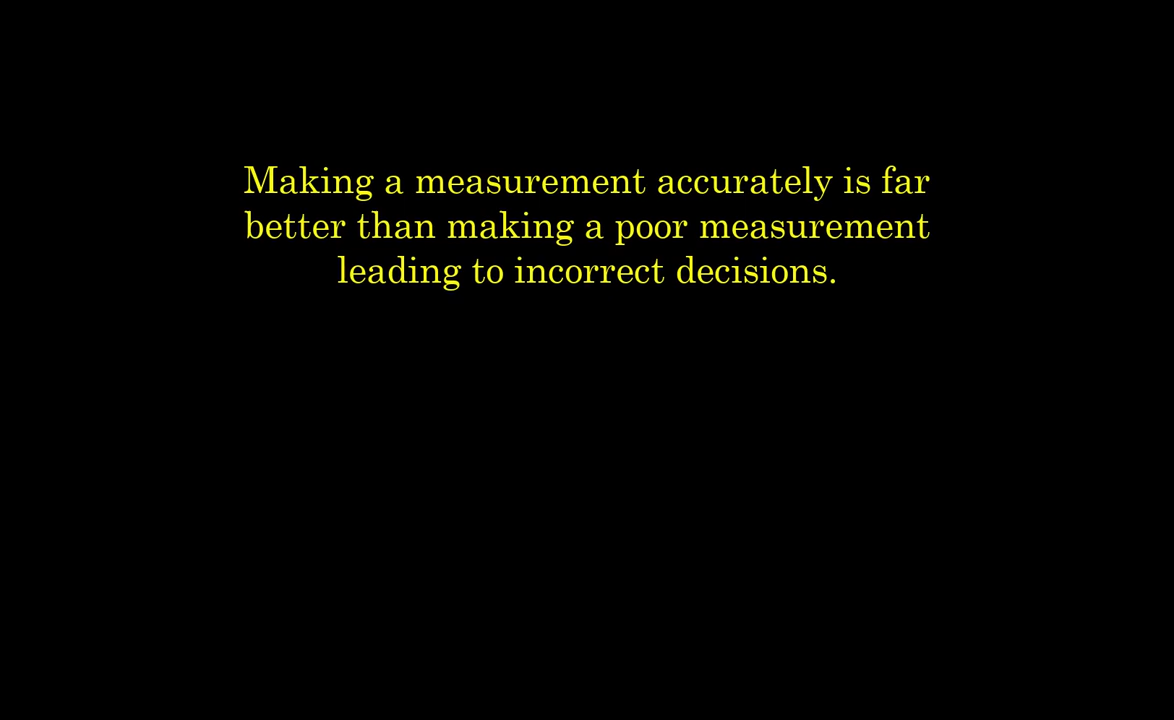 Making a measurement accurately is far
better than making a poor measurement
leading to incorrect decisions.